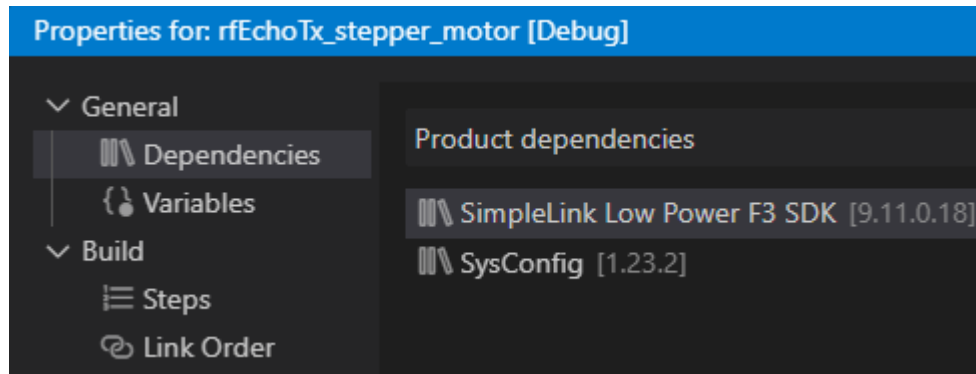 Properties for: rfEchoTx_stepper_motor [Debug]
General
Dependencies
Variables
Build
Steps
Link Order
Product dependencies
SimpleLink Low Power F3 SDK [9.11.0.18]
SysConfig [1.23.2]